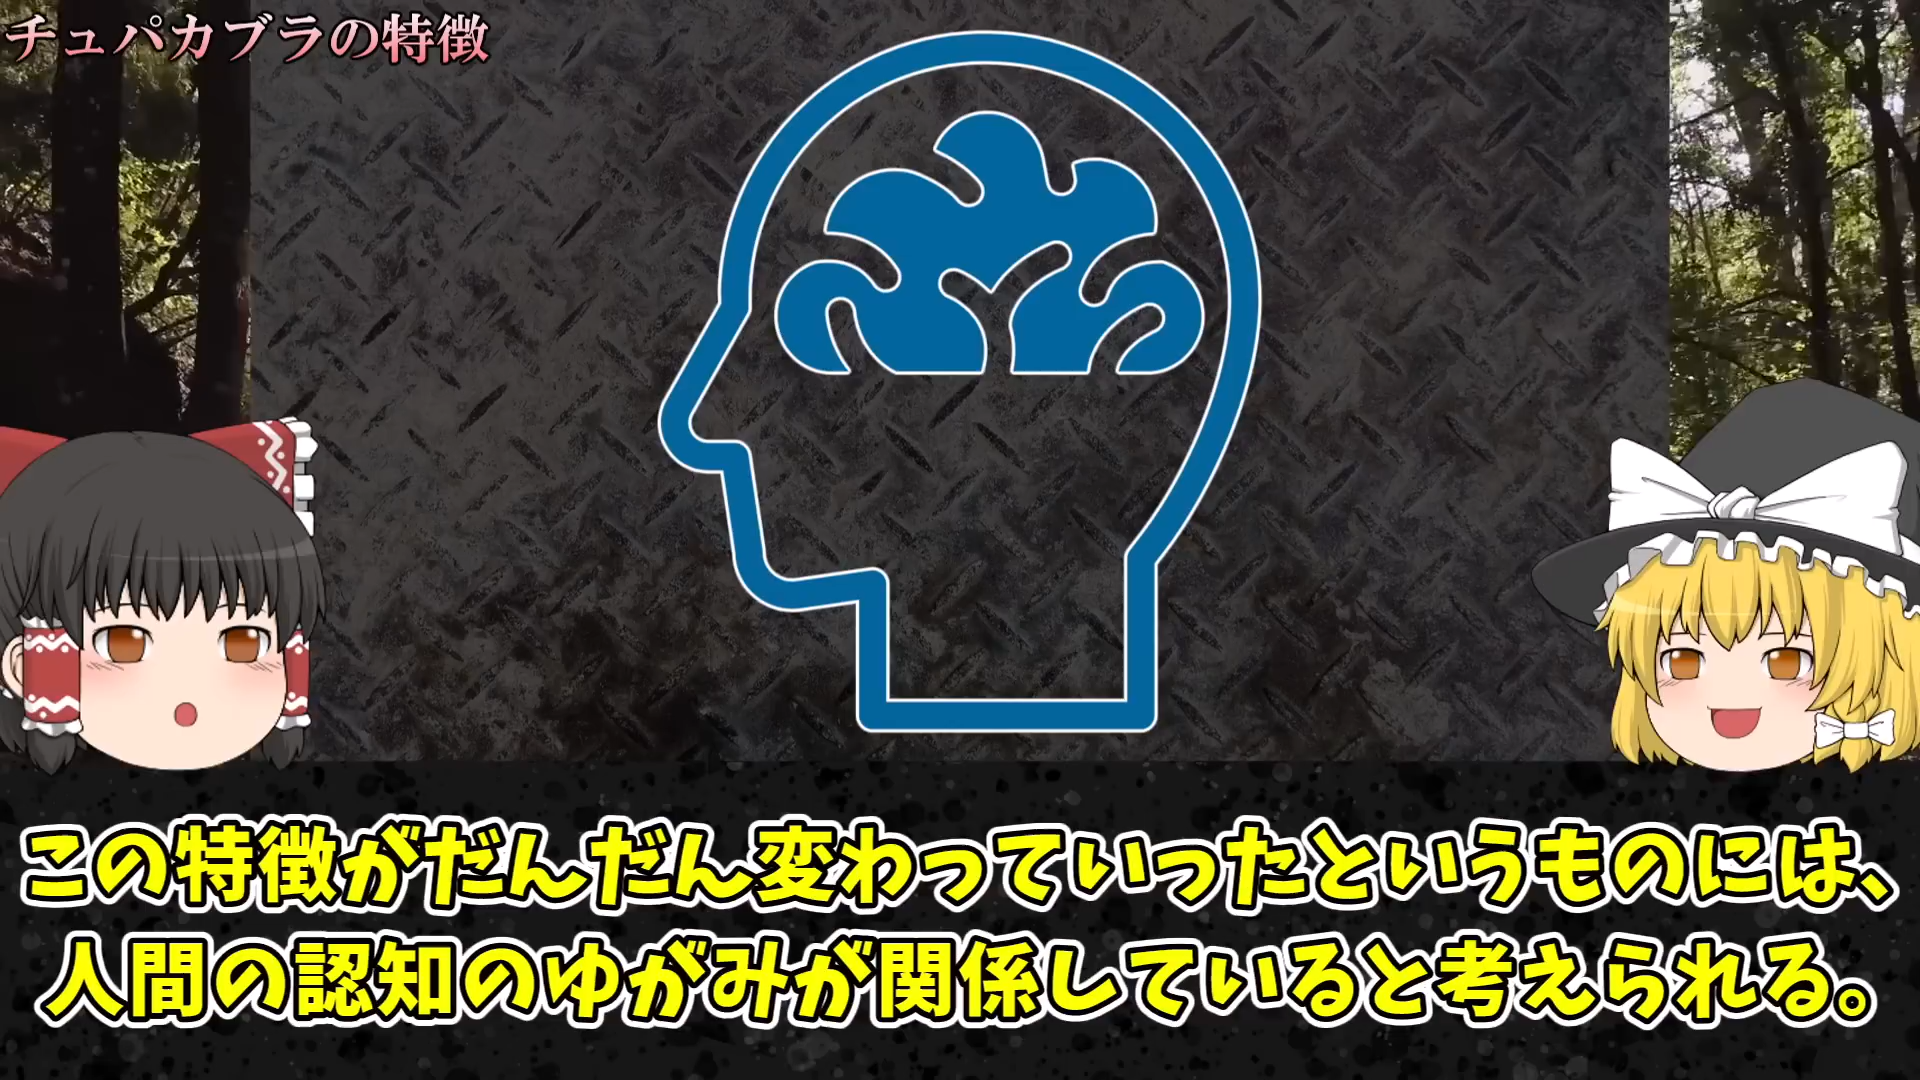 チュパカブラの特徴
この特徴がだんだん変わっていったというものには、
人間の認知のゆがみが関係していると考えられる。